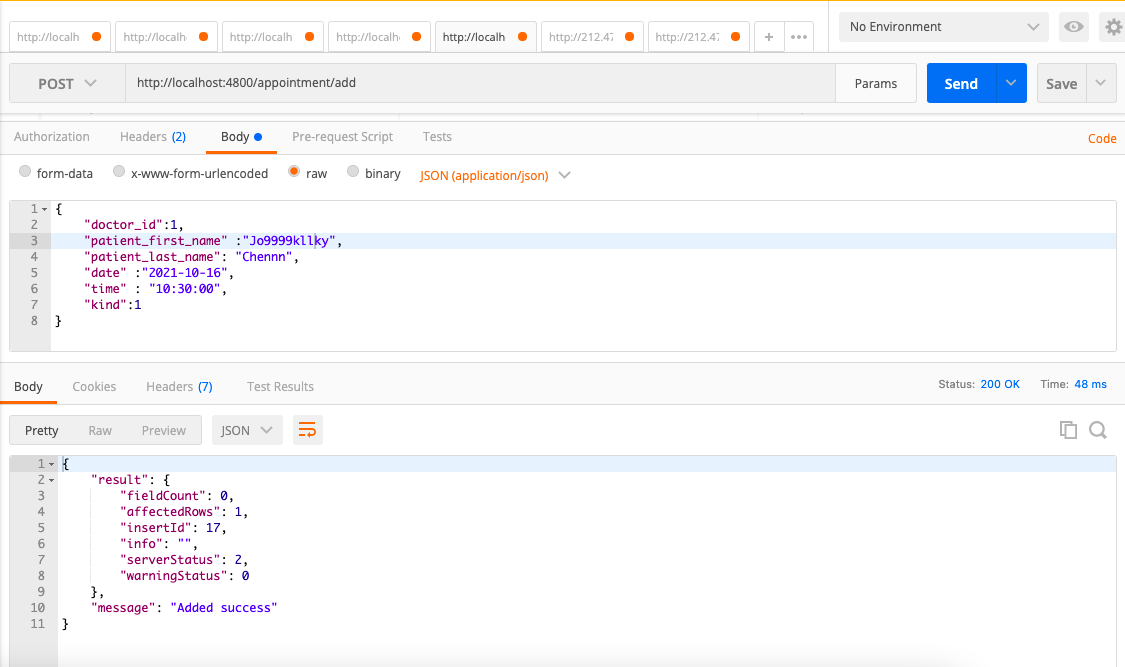 http://localh http://localh http://localh http://localh http://localh http://212.47 http://212.47 + ••• No Environment
POST http://localhost:4800/appointment/add Params Send Save
Authorization Headers (2) Body Pre-request Script Tests Code
form-data x-www-form-urlencoded raw binary JSON (application/json)
1 {
2 "doctor_id":1,
3 "patient_first_name" :"Jo9999kllky",
4 "patient_last_name": "Chennn",
5 "date" :"2021-10-16",
6 "time" : "10:30:00",
7 "kind":1
8 }
Body Cookies Headers (7) Test Results Status: 200 OK Time: 48 ms
Pretty Raw Preview JSON
1 {
2 "result": {
3 "fieldCount": 0,
4 "affectedRows": 1,
5 "insertId": 17,
6 "info": "",
7 "serverStatus": 2,
8 "warningStatus": 0
9 },
10 "message": "Added success"
11 }